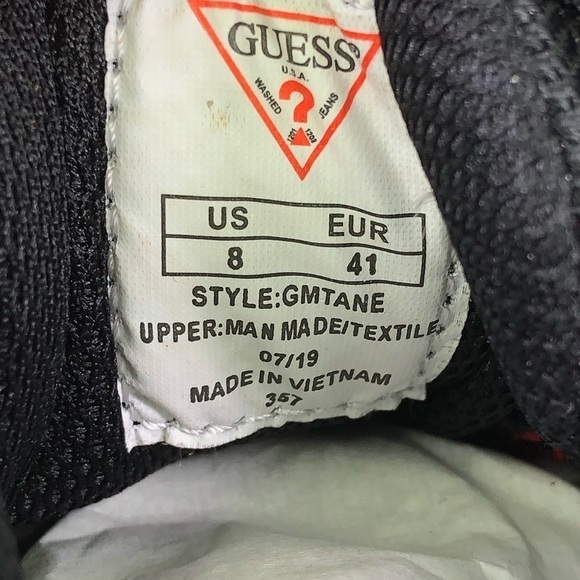 GUESS®
U.S.A.
WASHED JEANS
?
US EUR
8 41
STYLE:GMTANE
UPPER:MAN MADE/TEXTILE
07/19
MADE IN VIETNAM
357